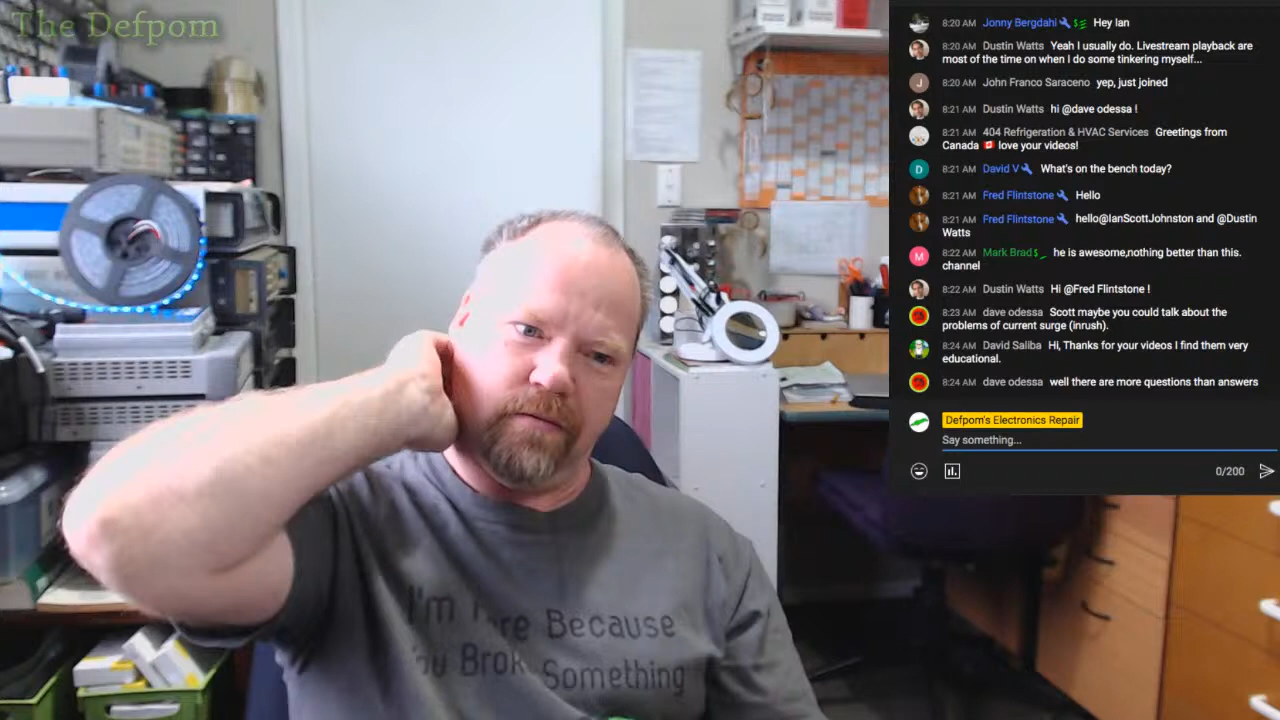 The Defpom
8:20 AM Jonny Bergdahl Hey Ian
8:20 AM Dustin Watts Yeah I usually do. Livestream playback are
most of the time on when I do some tinkering myself...
8:20 AM John Franco Saraceno yep, just joined
8:21 AM Dustin Watts hi @dave odessa !
8:21 AM 404 Refrigeration & HVAC Services Greetings from
Canada 🇨🇦 love your videos!
D
8:21 AM David V What's on the bench today?
8:21 AM Fred Flintstone Hello
8:21 AM Fred Flintstone hello@IanScottJohnston and @Dustin
Watts
8:22 AM Mark Brad he is awesome,nothing better than this.
channel
8:22 AM Dustin Watts Hi @Fred Flintstone !
8:23 AM dave odessa Scott maybe you could talk about the
problems of current surge (inrush).
8:24 AM David Saliba Hi, Thanks for your videos I find them very
educational.
8:24 AM dave odessa well there are more questions than answers
Defpom's Electronics Repair
Say something...
0/200
I'm Here Because
You Broke Something